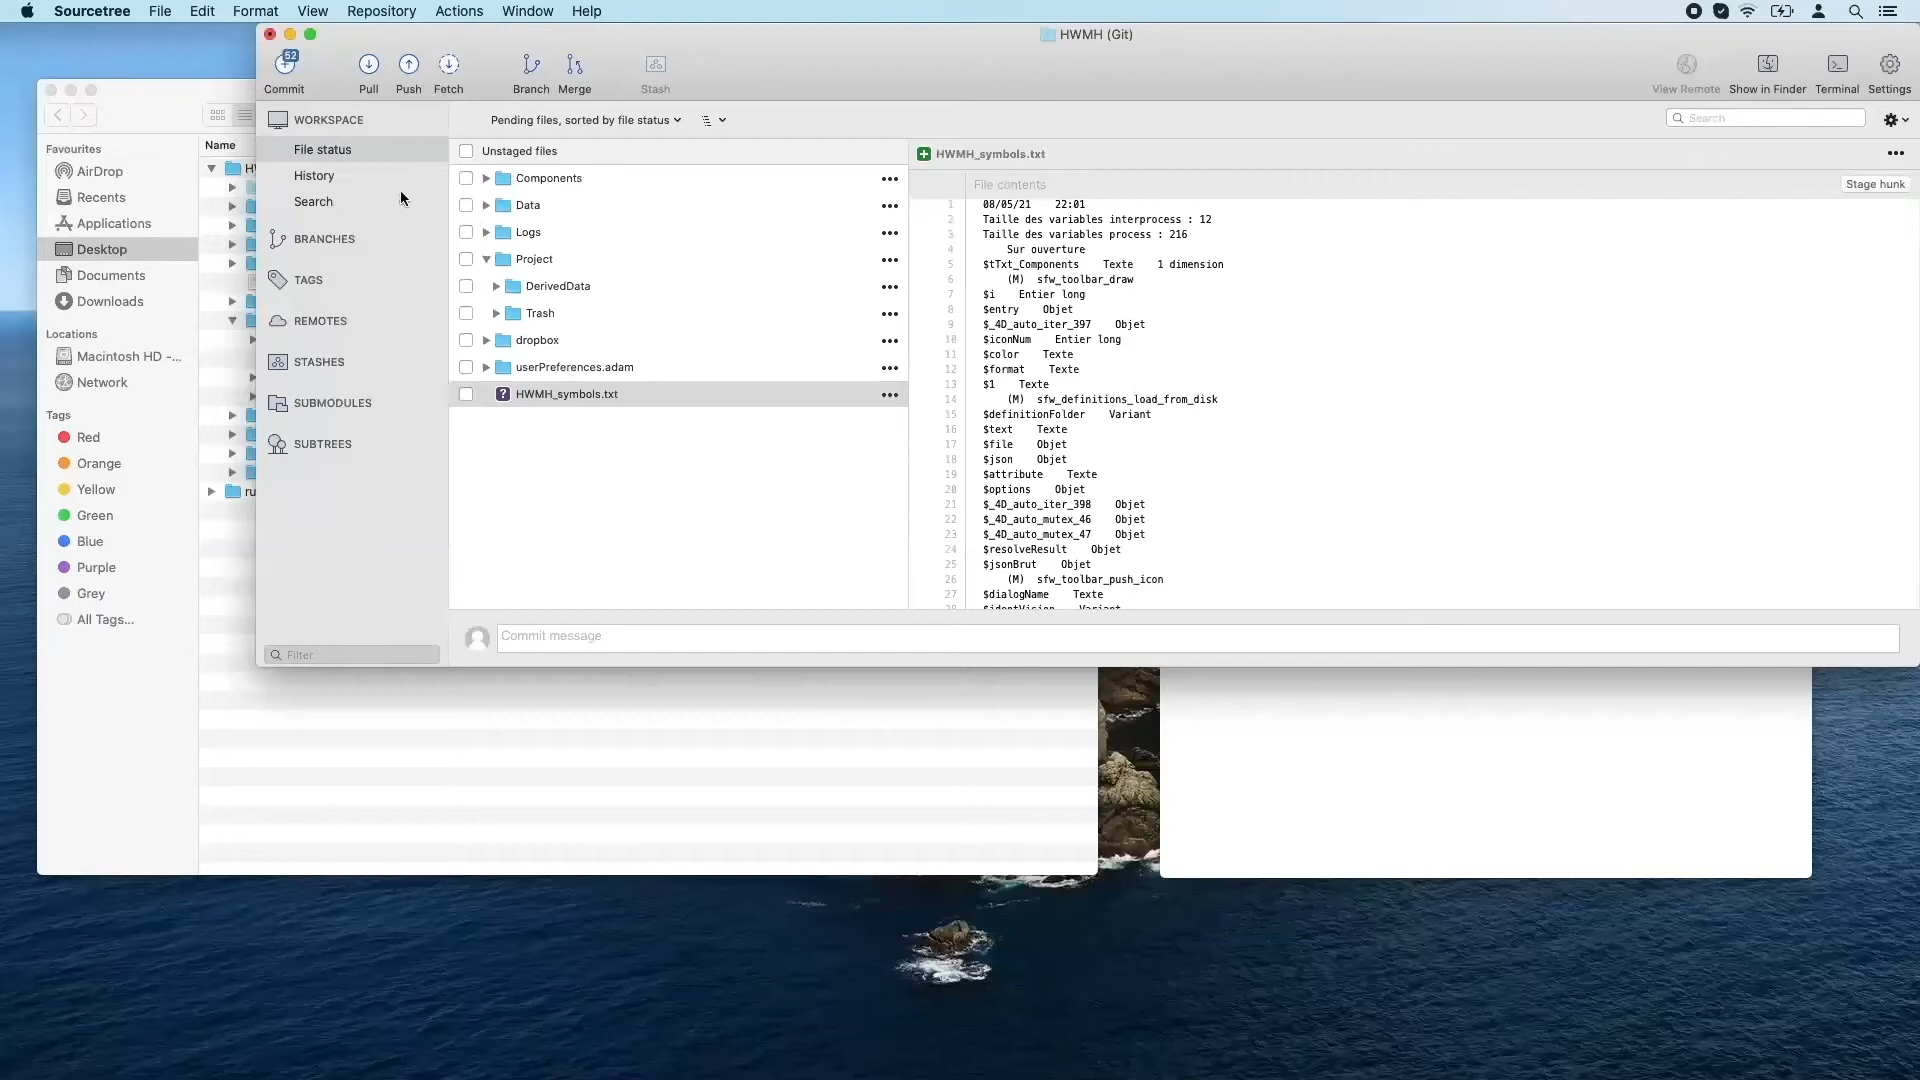 Sourcetree File Edit Format View Repository Actions Window Help
HWMH (Git)
52
Commit Pull Push Fetch Branch Merge Stash View Remote Show in Finder Terminal Settings
Favourites
AirDrop
Recents
Applications
Desktop
Documents
Downloads
Locations
Macintosh HD -...
Network
Tags
Red
Orange
Yellow
Green
Blue
Purple
Grey
All Tags...
Name
WORKSPACE
File status
History
Search
BRANCHES
TAGS
REMOTES
STASHES
SUBMODULES
SUBTREES
Filter
Pending files, sorted by file status
Search
Unstaged files
Components
Data
Logs
Project
DerivedData
Trash
dropbox
userPreferences.adam
HWMH_symbols.txt
HWMH_symbols.txt
File contents Stage hunk
1 08/05/21 22:01
2 Taille des variables interprocess : 12
3 Taille des variables process : 216
4 Sur ouverture
5 $tTxt_Components Texte 1 dimension
6 (M) sfw_toolbar_draw
7 $i Entier long
8 $entry Objet
9 $_4D_auto_iter_397 Objet
10 $iconNum Entier long
11 $color Texte
12 $format Texte
13 $1 Texte
14 (M) sfw_definitions_load_from_disk
15 $definitionFolder Variant
16 $text Texte
17 $file Objet
18 $json Objet
19 $attribute Texte
20 $options Objet
21 $_4D_auto_iter_398 Objet
22 $_4D_auto_mutex_46 Objet
23 $_4D_auto_mutex_47 Objet
24 $resolveResult Objet
25 $jsonBrut Objet
26 (M) sfw_toolbar_push_icon
27 $dialogName Texte
Commit message